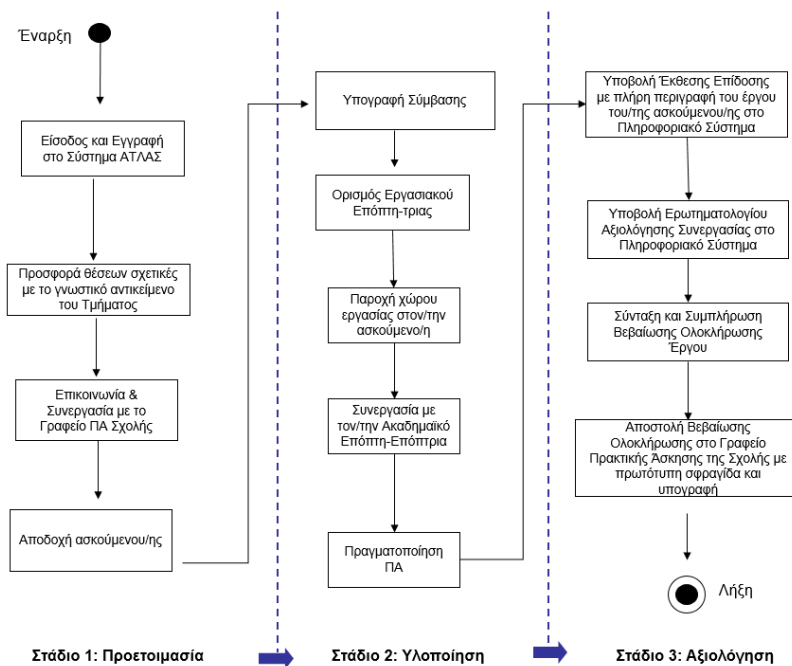 Έναρξη
Είσοδος και Εγγραφή
στο Σύστημα ΑΤΛΑΣ
Προσφορά θέσεων σχετικές
με το γνωστικό αντικείμενο
του Τμήματος
Επικοινωνία &
Συνεργασία με το
Γραφείο ΠΑ Σχολής
Αποδοχή ασκούμενου/ης
Υπογραφή Σύμβασης
Ορισμός Εργασιακού
Επόπτη-τριας
Παροχή χώρου
εργασίας στον/την
ασκούμενο/η
Συνεργασία με
τον/την Ακαδημαϊκό
Επόπτη-Επόπτρια
Πραγματοποίηση
ΠΑ
Υποβολή Έκθεσης Επίδοσης
με πλήρη περιγραφή του έργου
του/της ασκούμενου/ης στο
Πληροφοριακό Σύστημα
Υποβολή Ερωτηματολογίου
Αξιολόγησης Συνεργασίας στο
Πληροφοριακό Σύστημα
Σύνταξη και Συμπλήρωση
Βεβαίωσης Ολοκλήρωσης
Έργου
Αποστολή Βεβαίωσης
Ολοκλήρωσης στο Γραφείο
Πρακτικής Άσκησης της Σχολής με
πρωτότυπη σφραγίδα και
υπογραφή
Λήξη
Στάδιο 1: Προετοιμασία
Στάδιο 2: Υλοποίηση
Στάδιο 3: Αξιολόγηση